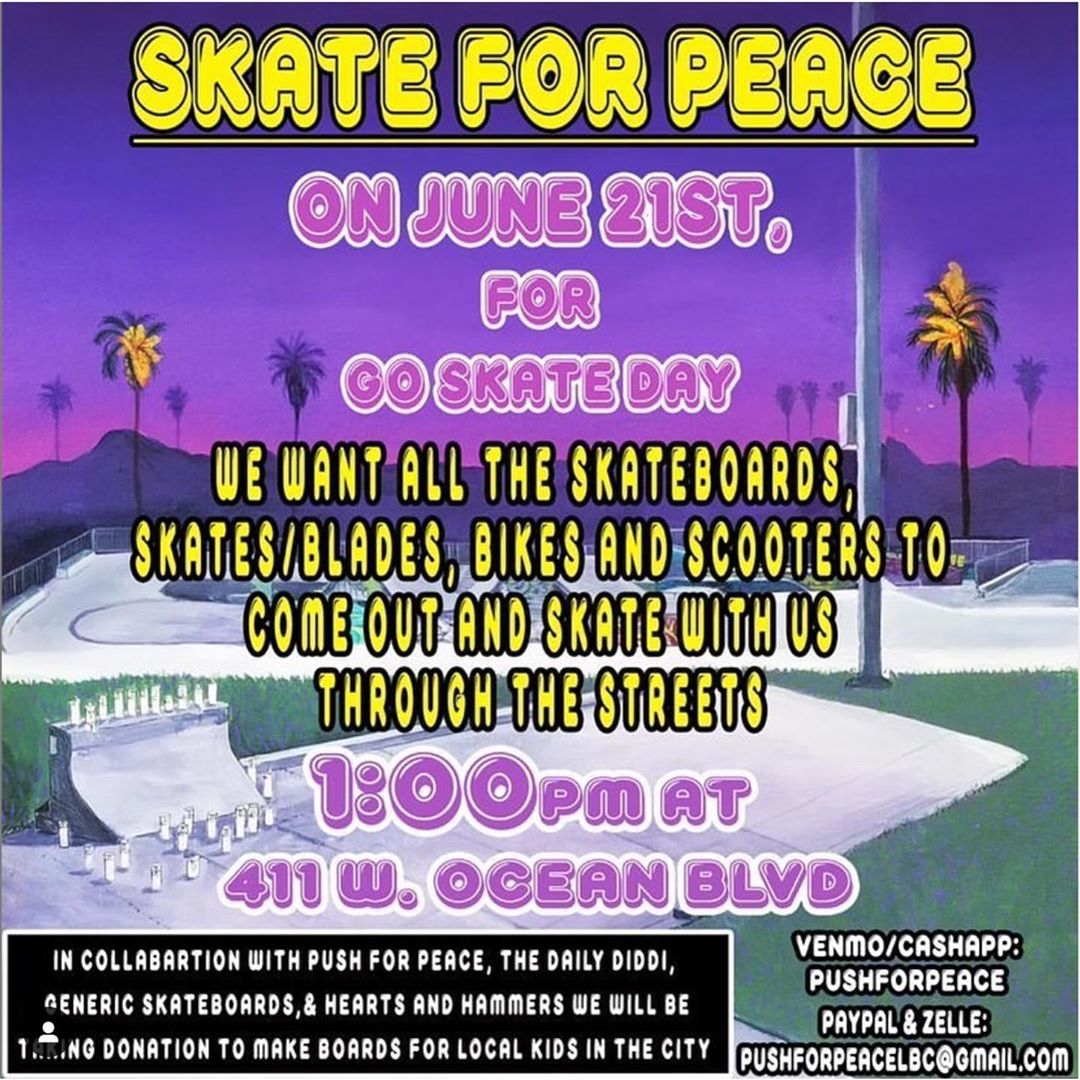 SKATE FOR PEACE
ON JUNE 21ST,
FOR
GO SKATE DAY
WE WANT ALL THE SKATEBOARDS,
SKATES/BLADES, BIKES AND SCOOTERS TO
COME OUT AND SKATE WITH US
THROUGH THE STREETS
1:00PM AT
411 W. OCEAN BLVD
IN COLLABARTION WITH PUSH FOR PEACE, THE DAILY DIDDI,
GENERIC SKATEBOARDS,& HEARTS AND HAMMERS WE WILL BE
TAKING DONATION TO MAKE BOARDS FOR LOCAL KIDS IN THE CITY
VENMO/CASHAPP:
PUSHFORPEACE
PAYPAL & ZELLE:
PUSHFORPEACELBC@GMAIL.COM